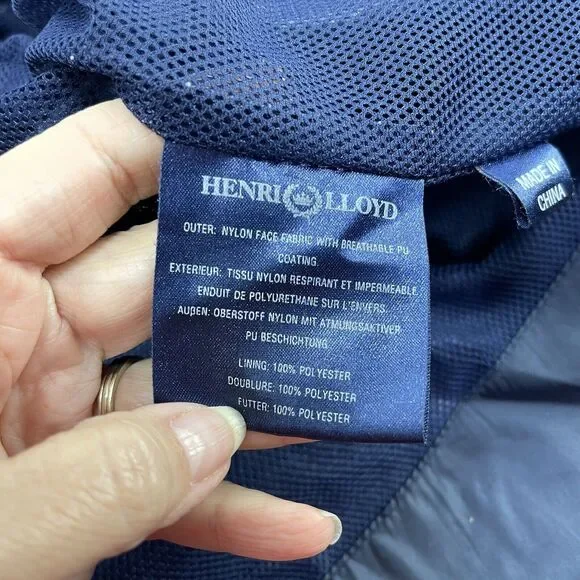 HENRI LLOYD
OUTER: NYLON FACE FABRIC WITH BREATHABLE PU
COATING.
EXTERIEUR: TISSU NYLON RESPIRANT ET IMPERMEABLE
ENDUIT DE POLYURETHANE SUR L'ENVERS.
AUßEN: OBERSTOFF NYLON MIT ATMUNGSAKTIVER
PU BESCHICHTUNG
LINING: 100% POLYESTER
DOUBLURE: 100% POLYESTER
FUTTER: 100% POLYESTER
MADE IN
CHINA